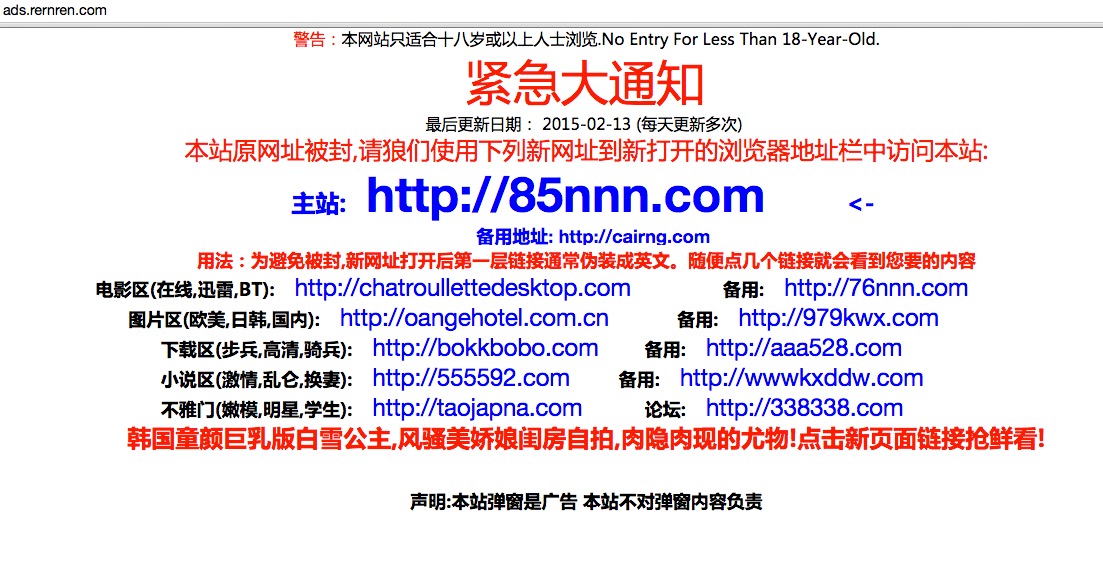 ads.rernren.com
警告：本网站只适合十八岁或以上人士浏览.No Entry For Less Than 18-Year-Old.
紧急大通知
最后更新日期： 2015-02-13 (每天更新多次)
本站原网址被封,请狼们使用下列新网址到新打开的浏览器地址栏中访问本站:
主站: http://85nnn.com <-
备用地址: http://cairng.com
用法：为避免被封,新网址打开后第一层链接通常伪装成英文。随便点几个链接就会看到您要的内容
电影区(在线,迅雷,BT): http://chatroullettedesktop.com 备用: http://76nnn.com
图片区(欧美,日韩,国内): http://oangehotel.com.cn 备用: http://979kwx.com
下载区(步兵,高清,骑兵): http://bokkbobo.com 备用: http://aaa528.com
小说区(激情,乱仑,换妻): http://555592.com 备用: http://wwwkxddw.com
不雅门(嫩模,明星,学生): http://taojapna.com 论坛: http://338338.com
韩国童颜巨乳版白雪公主,风骚美娇娘闺房自拍,肉隐肉现的尤物!点击新页面链接抢鲜看!
声明:本站弹窗是广告 本站不对弹窗内容负责